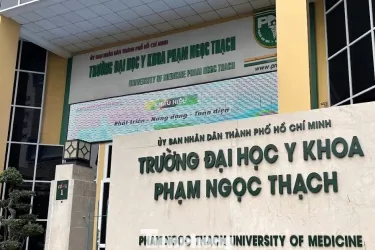 ỦY BAN NHÂN DÂN THÀNH PHỐ HỒ CHÍ MINH
TRƯỜNG ĐẠI HỌC Y KHOA PHẠM NGỌC THẠCH
UNIVERSITY OF MEDICINE PHAM NGOC THACH
Phát triển - Năng động - Toàn diện
ỦY BAN NHÂN DÂN THÀNH PHỐ HỒ CHÍ MINH
TRƯỜNG ĐẠI HỌC Y KHOA
PHẠM NGỌC THẠCH
PHAM NGOC THACH UNIVERSITY OF MEDICINE